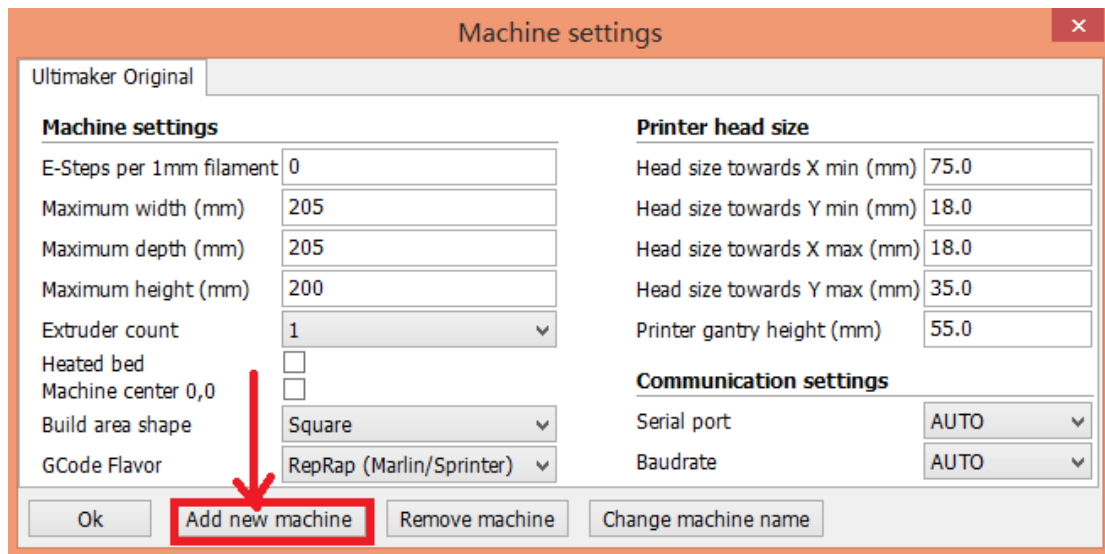 Machine settings
Ultimaker Original
Machine settings
E-Steps per 1mm filament 0
Maximum width (mm) 205
Maximum depth (mm) 205
Maximum height (mm) 200
Extruder count 1
Heated bed
Machine center 0,0
Build area shape Square
GCode Flavor RepRap (Marlin/Sprinter)
Printer head size
Head size towards X min (mm) 75.0
Head size towards Y min (mm) 18.0
Head size towards X max (mm) 18.0
Head size towards Y max (mm) 35.0
Printer gantry height (mm) 55.0
Communication settings
Serial port AUTO
Baudrate AUTO
Ok Add new machine Remove machine Change machine name